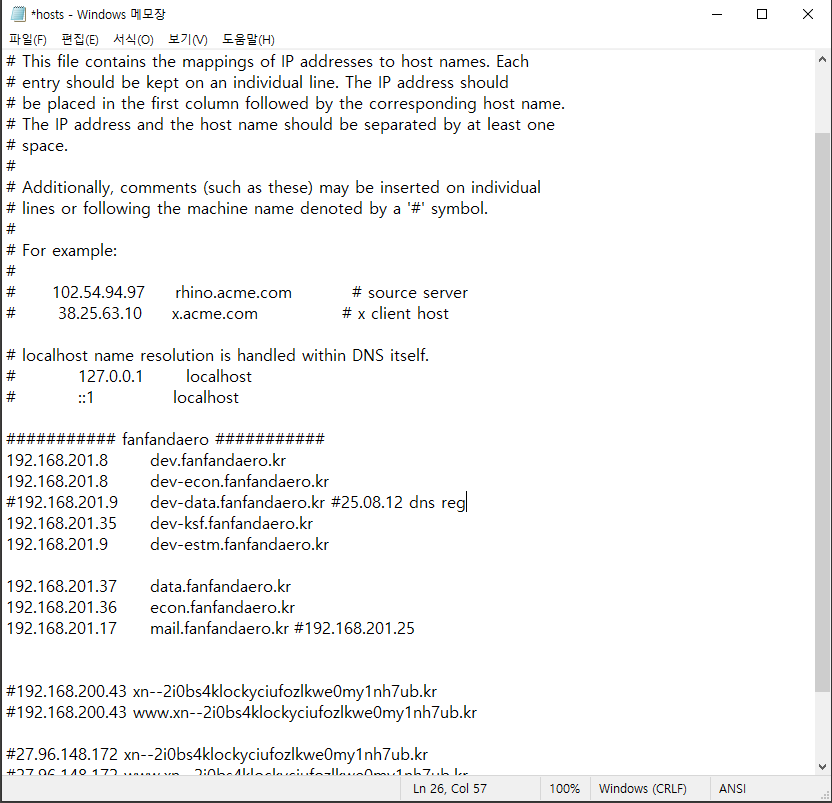 *hosts - Windows 메모장
파일(F) 편집(E) 서식(O) 보기(V) 도움말(H)
# This file contains the mappings of IP addresses to host names. Each
# entry should be kept on an individual line. The IP address should
# be placed in the first column followed by the corresponding host name.
# The IP address and the host name should be separated by at least one
# space.
#
# Additionally, comments (such as these) may be inserted on individual
# lines or following the machine name denoted by a '#' symbol.
#
# For example:
#
# 102.54.94.97 rhino.acme.com # source server
# 38.25.63.10 x.acme.com # x client host
# localhost name resolution is handled within DNS itself.
# 127.0.0.1 localhost
# ::1 localhost
########### fanfandaero ###########
192.168.201.8 dev.fanfandaero.kr
192.168.201.8 dev-econ.fanfandaero.kr
#192.168.201.9 dev-data.fanfandaero.kr #25.08.12 dns reg
192.168.201.35 dev-ksf.fanfandaero.kr
192.168.201.9 dev-estm.fanfandaero.kr
192.168.201.37 data.fanfandaero.kr
192.168.201.36 econ.fanfandaero.kr
192.168.201.17 mail.fanfandaero.kr #192.168.201.25
#192.168.200.43 xn--2i0bs4klockyciufozlkwe0my1nh7ub.kr
#192.168.200.43 www.xn--2i0bs4klockyciufozlkwe0my1nh7ub.kr
#27.96.148.172 xn--2i0bs4klockyciufozlkwe0my1nh7ub.kr
#27.96.148.172 www.xn--2i0bs4klockyciufozlkwe0my1nh7ub.kr
Ln 26, Col 57 100% Windows (CRLF) ANSI